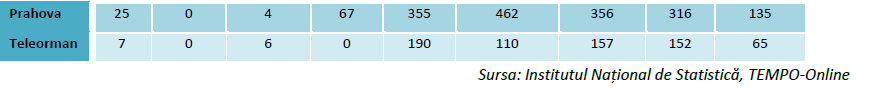 Prahova 25 0 4 67 355 462 356 316 135
Teleorman 7 0 6 0 190 110 157 152 65
Sursa: Institutul Național de Statistică, TEMPO-Online